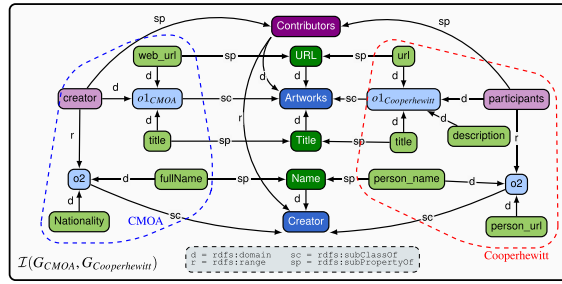 Contributors
sp
sp
web_url
sp
URL
sp
url
d
d
d
d
creator
d
o1CMOA
sc
Artworks
sc
o1Cooperhewitt
d
participants
r
d
d
r
d
d
r
description
title
sp
Title
sp
title
o2
d
fullName
sp
Name
sp
person_name
d
o2
d
d
d
Nationality
CMOA
sc
Creator
sc
person_url
Cooperhewitt
I(GCMOA, GCooperhewitt)
d = rdfs:domain sc = rdfs:subClassOf
r = rdfs:range sp = rdfs:subPropertyOf